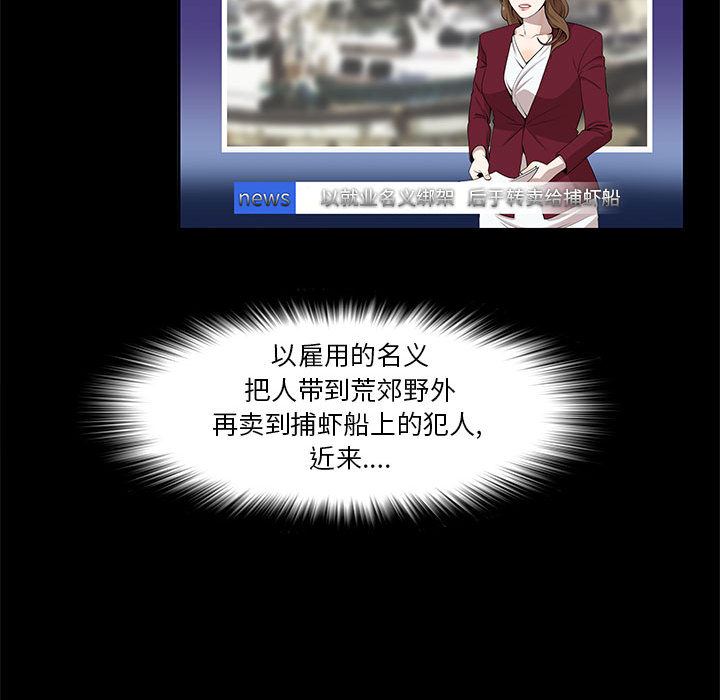 news 以就业名义绑架 后于转卖给捕虾船
以雇用的名义
把人带到荒郊野外
再卖到捕虾船上的犯人,
近来....